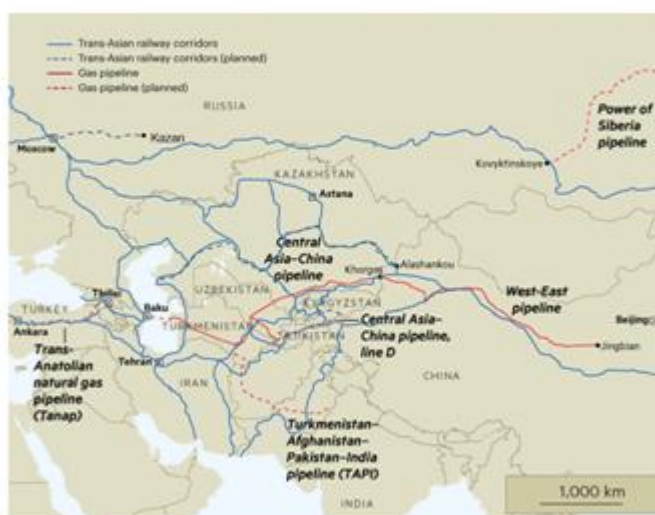 Trans-Asian railway corridors
Trans-Asian railway corridors (planned)
Gas pipeline
Gas pipeline (planned)
RUSSIA
Power of
Siberia
pipeline
Moscow
Kazan
Kovyktinskoye
KAZAKHSTAN
Astana
Central
Asia–China
pipeline
Alashankou
Khorgos
UZBEKISTAN
West-East
pipeline
KYRGYZSTAN
Tbilisi
TURKEY
Baku
TURKMENISTAN
Beijing
Ankara
TAJIKISTAN
Central Asia–
China pipeline,
line D
Jingbian
Trans-
Anatolian
natural gas
pipeline
(Tanap)
Tehran
IRAN
CHINA
Turkmenistan–
Afghanistan–
Pakistan–India
pipeline (TAPI)
1,000 km
INDIA